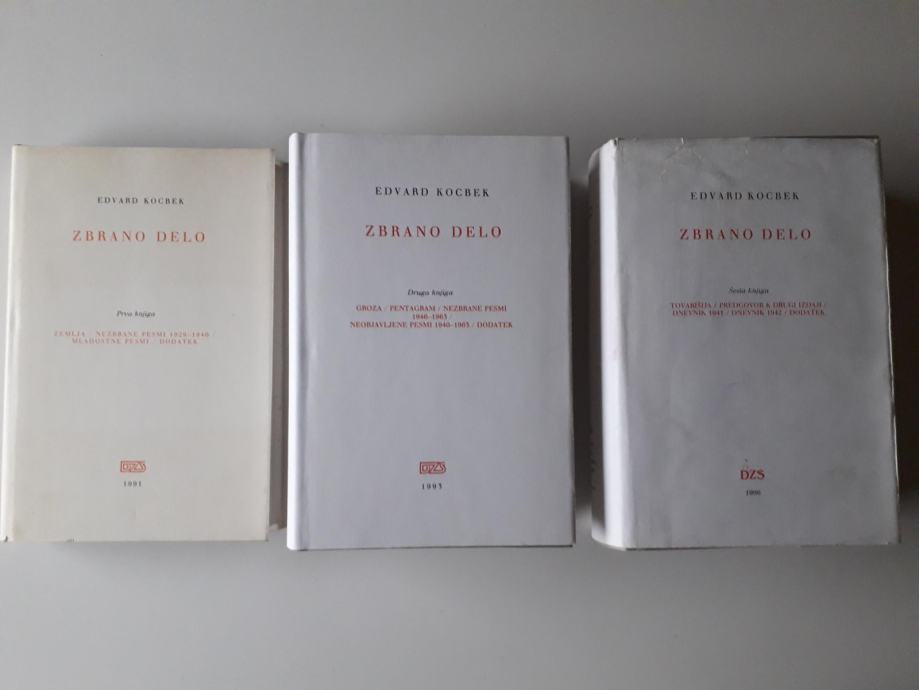 EDVARD KOCBEK
ZBRANO DELO
Prva knjiga
ZEMLJA / NEZBRANE PESMI 1929–1940 /
MLADOSTNE PESMI / DODATEK
DZS
1991
EDVARD KOCBEK
ZBRANO DELO
Druga knjiga
GROZA / PENTAGRAM / NEZBRANE PESMI
1940–1963 /
NEOBJAVLJENE PESMI 1940–1963 / DODATEK
DZS
1993
EDVARD KOCBEK
ZBRANO DELO
Šesta knjiga
TOVARIŠIJA / PREDGOVOR K DRUGI IZDAJI /
DNEVNIK 1941 / DNEVNIK 1942 / DODATEK
DZS
1996